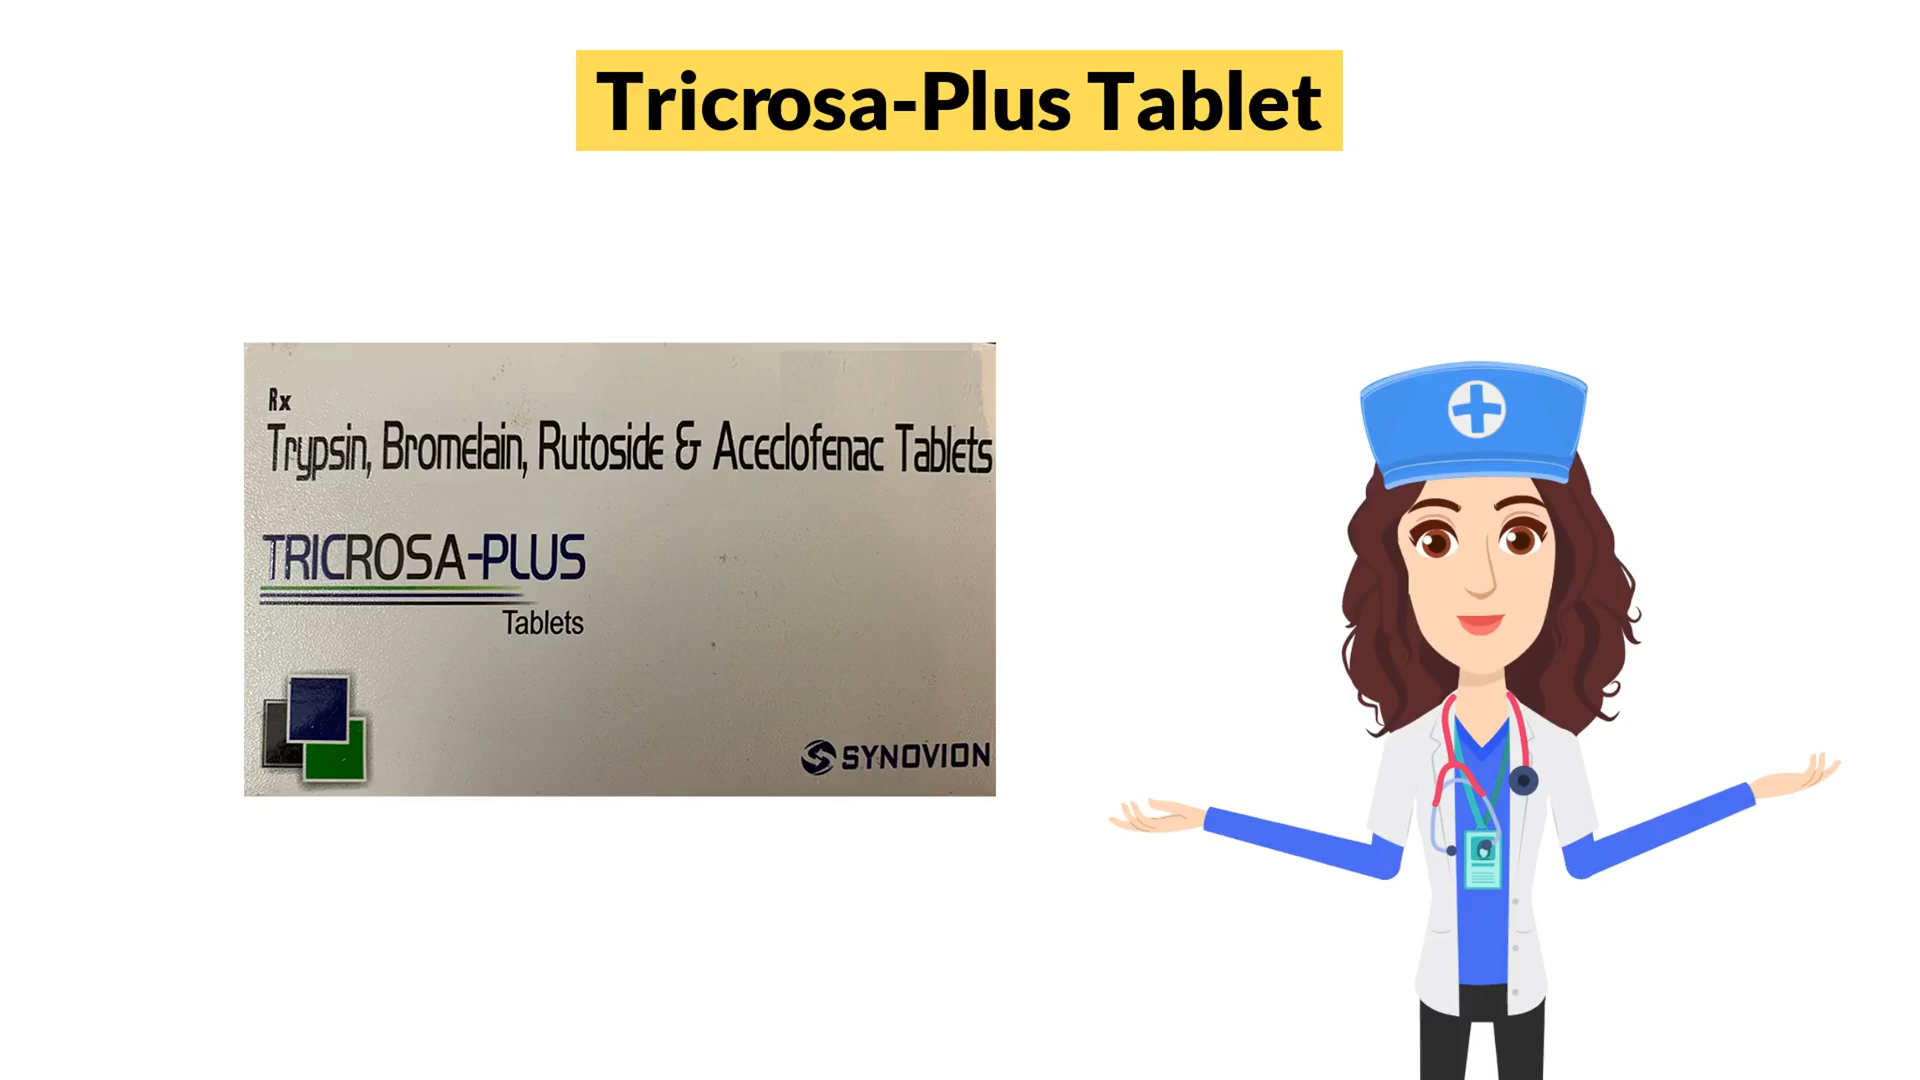 Tricrosa-Plus Tablet
Rx
Trypsin, Bromelain, Rutoside & Aceclofenac Tablets
TRICROSA-PLUS
Tablets
SYNOVION